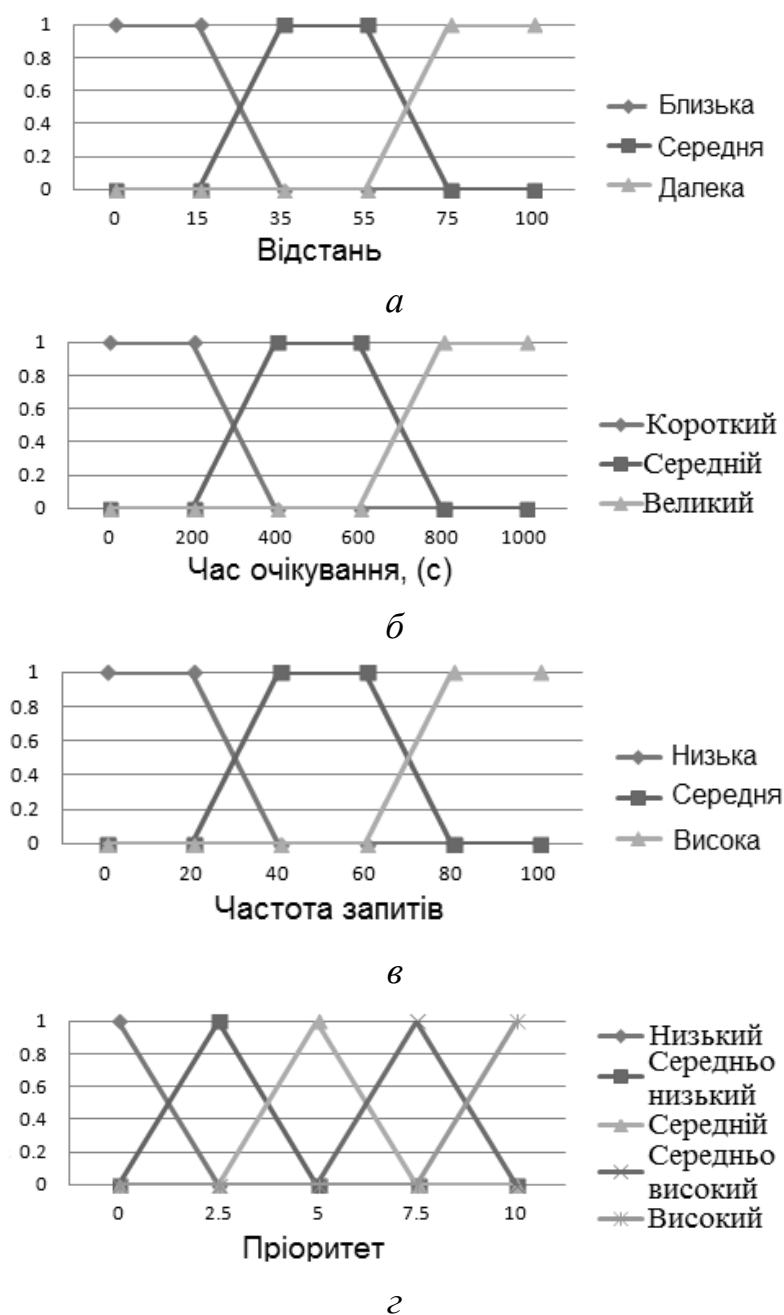 1
0.8
0.6
0.4
0.2
0
0 15 35 55 75 100
Відстань
Близька
Середня
Далека
а
1
0.8
0.6
0.4
0.2
0
0 200 400 600 800 1000
Час очікування, (с)
Короткий
Середній
Великий
б
1
0.8
0.6
0.4
0.2
0
0 20 40 60 80 100
Частота запитів
Низька
Середня
Висока
в
1
0.8
0.6
0.4
0.2
0
0 2.5 5 7.5 10
Пріоритет
Низький
Середньо
низький
Середній
Середньо
високий
Високий
г